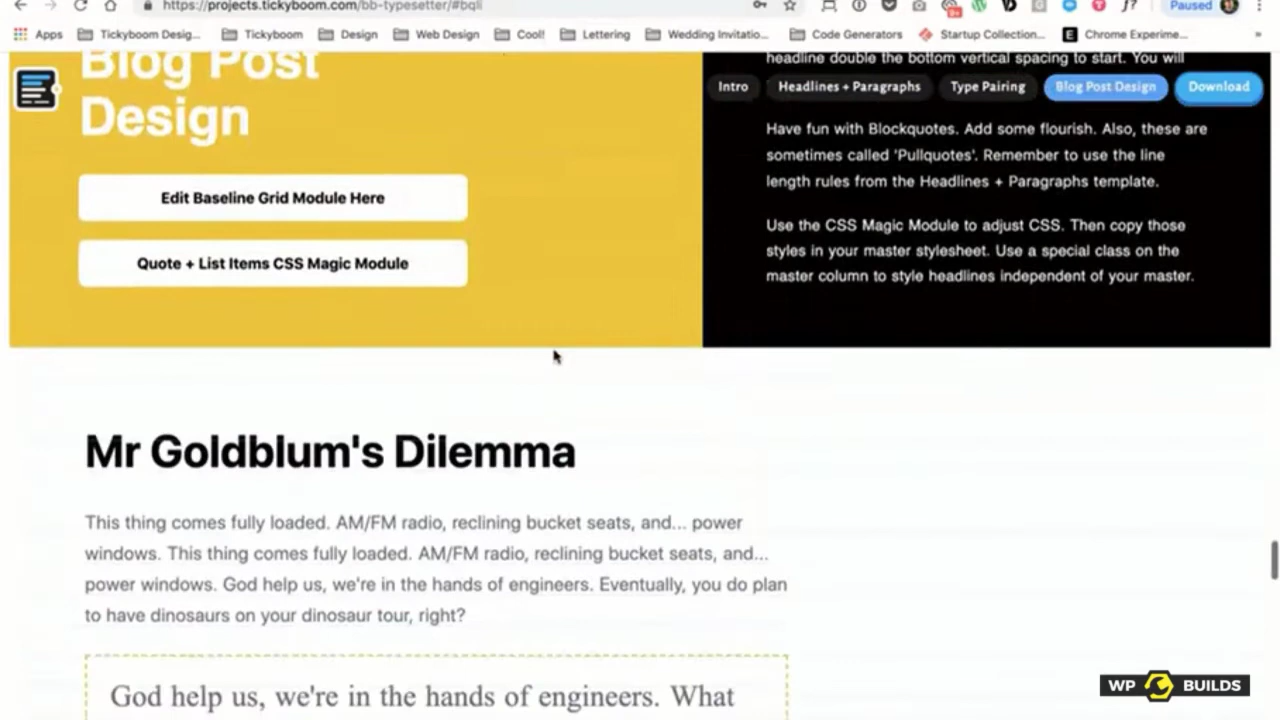 https://projects.tickyboom.com/bb-typesetter/#bqli
Paused
Apps
Tickyboom Desig...
Tickyboom
Design
Web Design
Cool!
Lettering
Wedding Invitatio...
Code Generators
Startup Collection...
Chrome Experime...
Blog Post
Design
Edit Baseline Grid Module Here
Quote + List Items CSS Magic Module
headline double the bottom vertical spacing to start. You will
Intro
Headlines + Paragraphs
Type Pairing
Blog Post Design
Download
Have fun with Blockquotes. Add some flourish. Also, these are
sometimes called 'Pullquotes'. Remember to use the line
length rules from the Headlines + Paragraphs template.
Use the CSS Magic Module to adjust CSS. Then copy those
styles in your master stylesheet. Use a special class on the
master column to style headlines independent of your master.
Mr Goldblum's Dilemma
This thing comes fully loaded. AM/FM radio, reclining bucket seats, and... power
windows. This thing comes fully loaded. AM/FM radio, reclining bucket seats, and...
power windows. God help us, we're in the hands of engineers. Eventually, you do plan
to have dinosaurs on your dinosaur tour, right?
God help us, we're in the hands of engineers. What
WP BUILDS